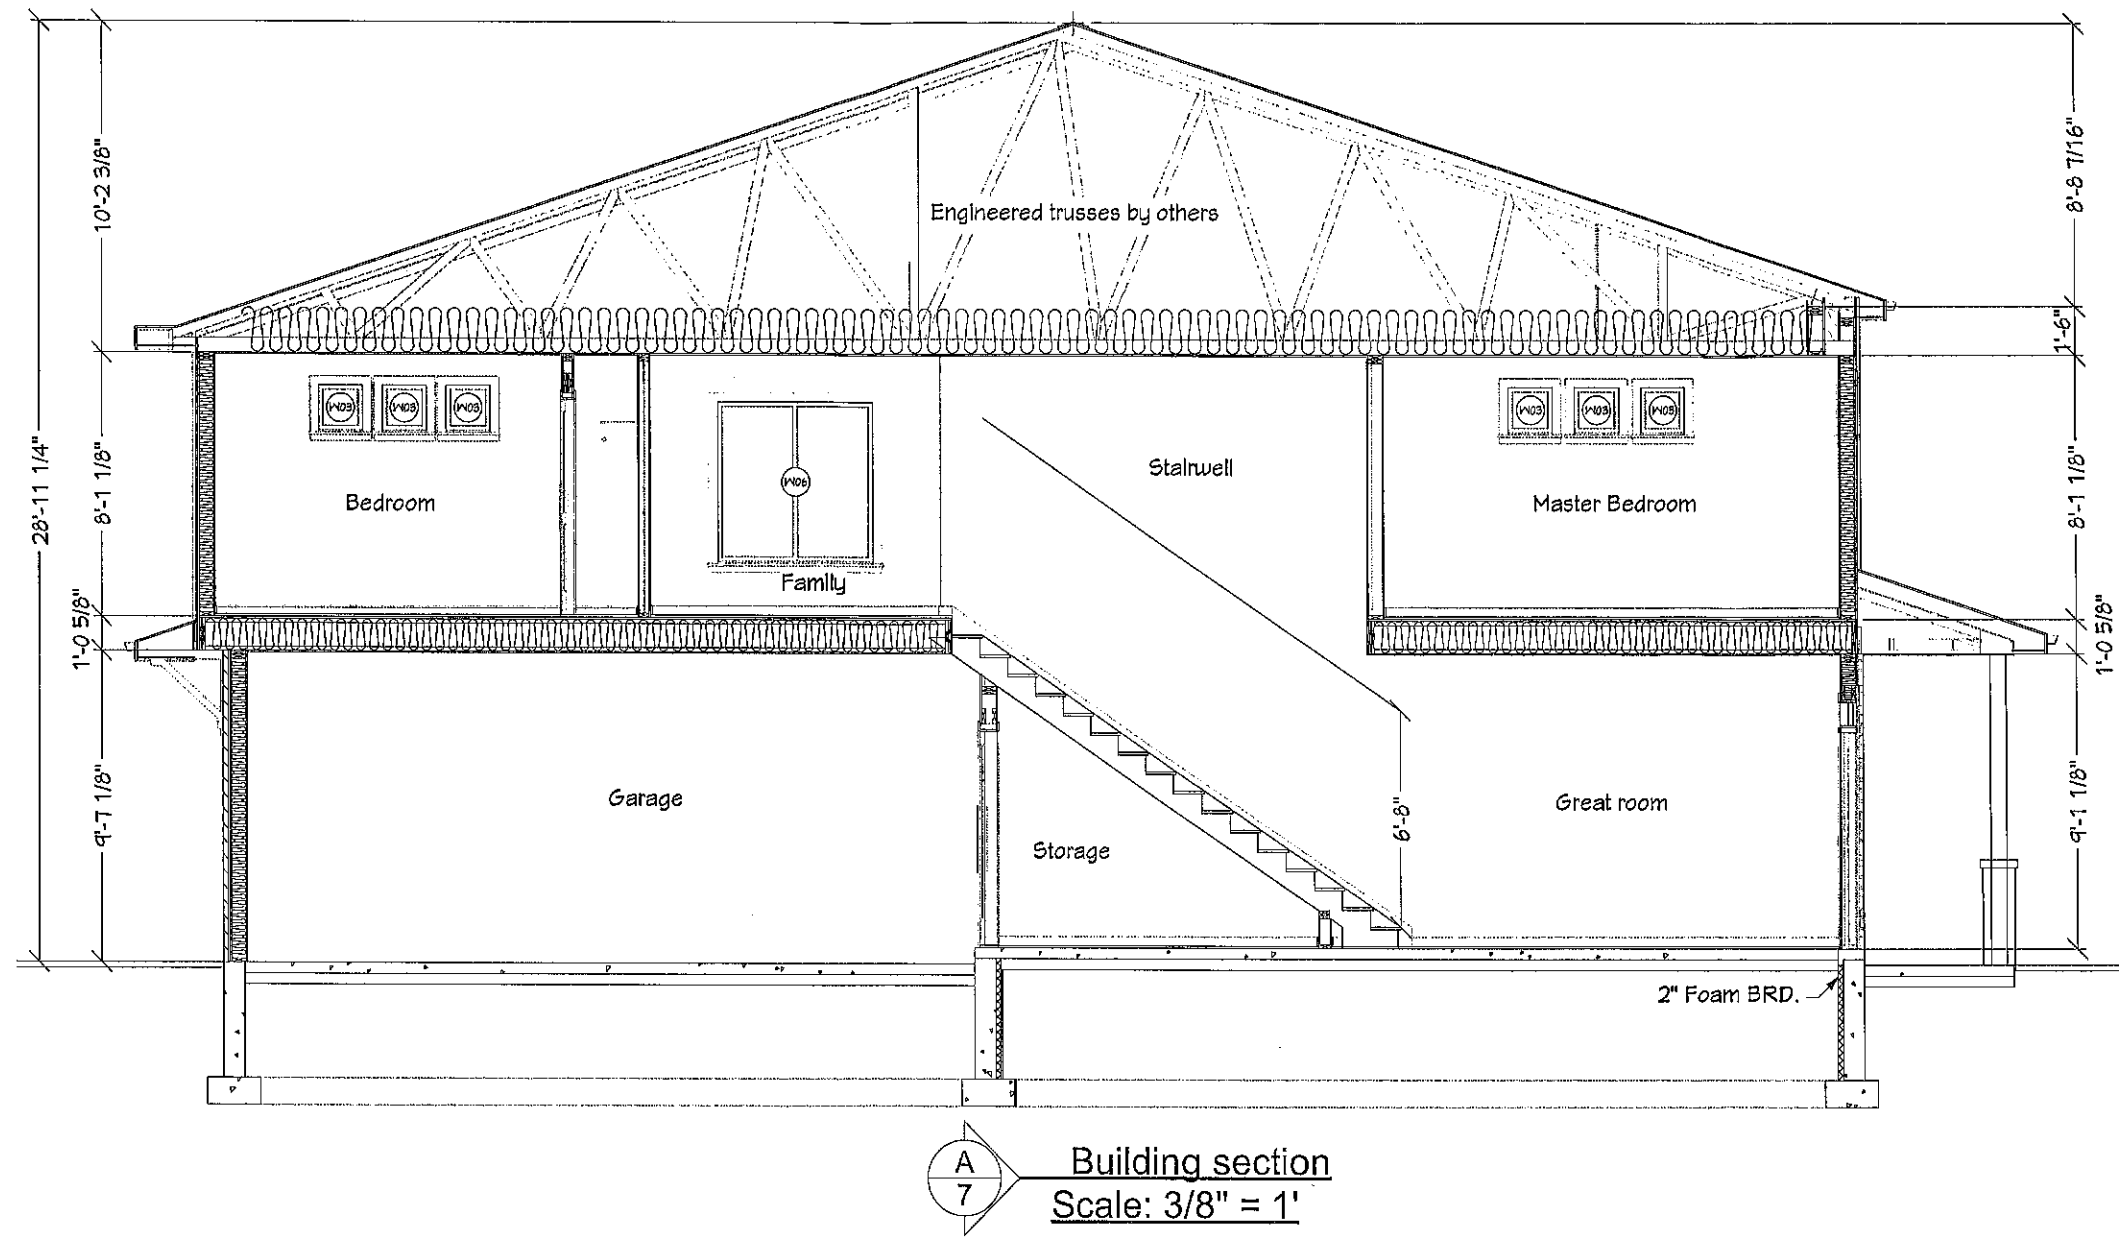 10'-2 3/8"
8'-8 7/16"
Engineered trusses by others
1'-6"
28'-11 1/4"
8'-1 1/8"
W03
W03
W03
W03
W03
W03
8'-1 1/8"
Stairwell
W06
Bedroom
Master Bedroom
Family
1'-0 5/8"
1'-0 5/8"
9'-7 1/8"
Garage
6'-8"
Great room
9'-1 1/8"
Storage
2" Foam BRD.
A
7
Building section
Scale: 3/8" = 1'